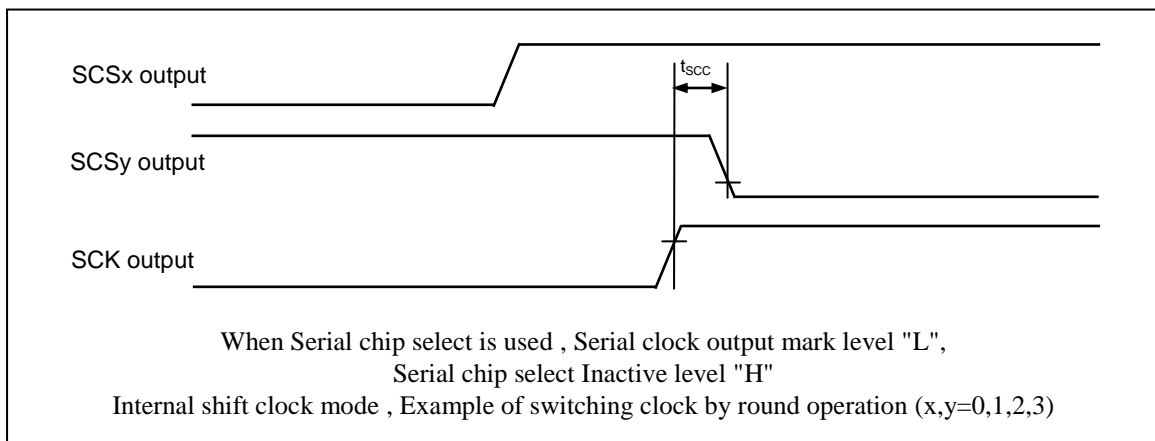 SCSx output
tSCC
SCSy output
SCK output
When Serial chip select is used , Serial clock output mark level "L",
Serial chip select Inactive level "H"
Internal shift clock mode , Example of switching clock by round operation (x,y=0,1,2,3)